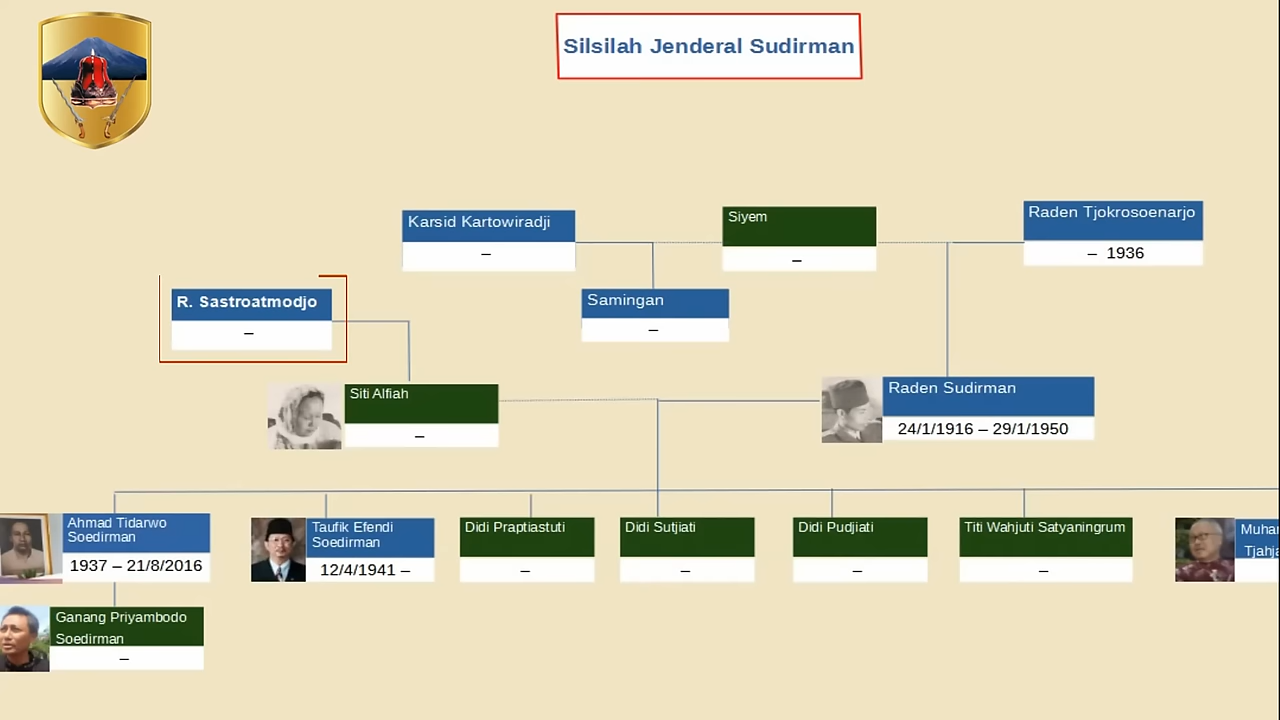 Silsilah Jenderal Sudirman
Karsid Kartowiradji
–
Siyem
–
Raden Tjokrosoenarjo
– 1936
R. Sastroatmodjo
–
Samingan
–
Siti Alfiah
–
Raden Sudirman
24/1/1916 – 29/1/1950
Ahmad Tidarwo
Soedirman
1937 – 21/8/2016
Taufik Efendi
Soedirman
12/4/1941 –
Didi Praptiastuti
–
Didi Sutjiati
–
Didi Pudjiati
–
Titi Wahjuti Satyaningrum
–
Ganang Priyambodo
Soedirman
–